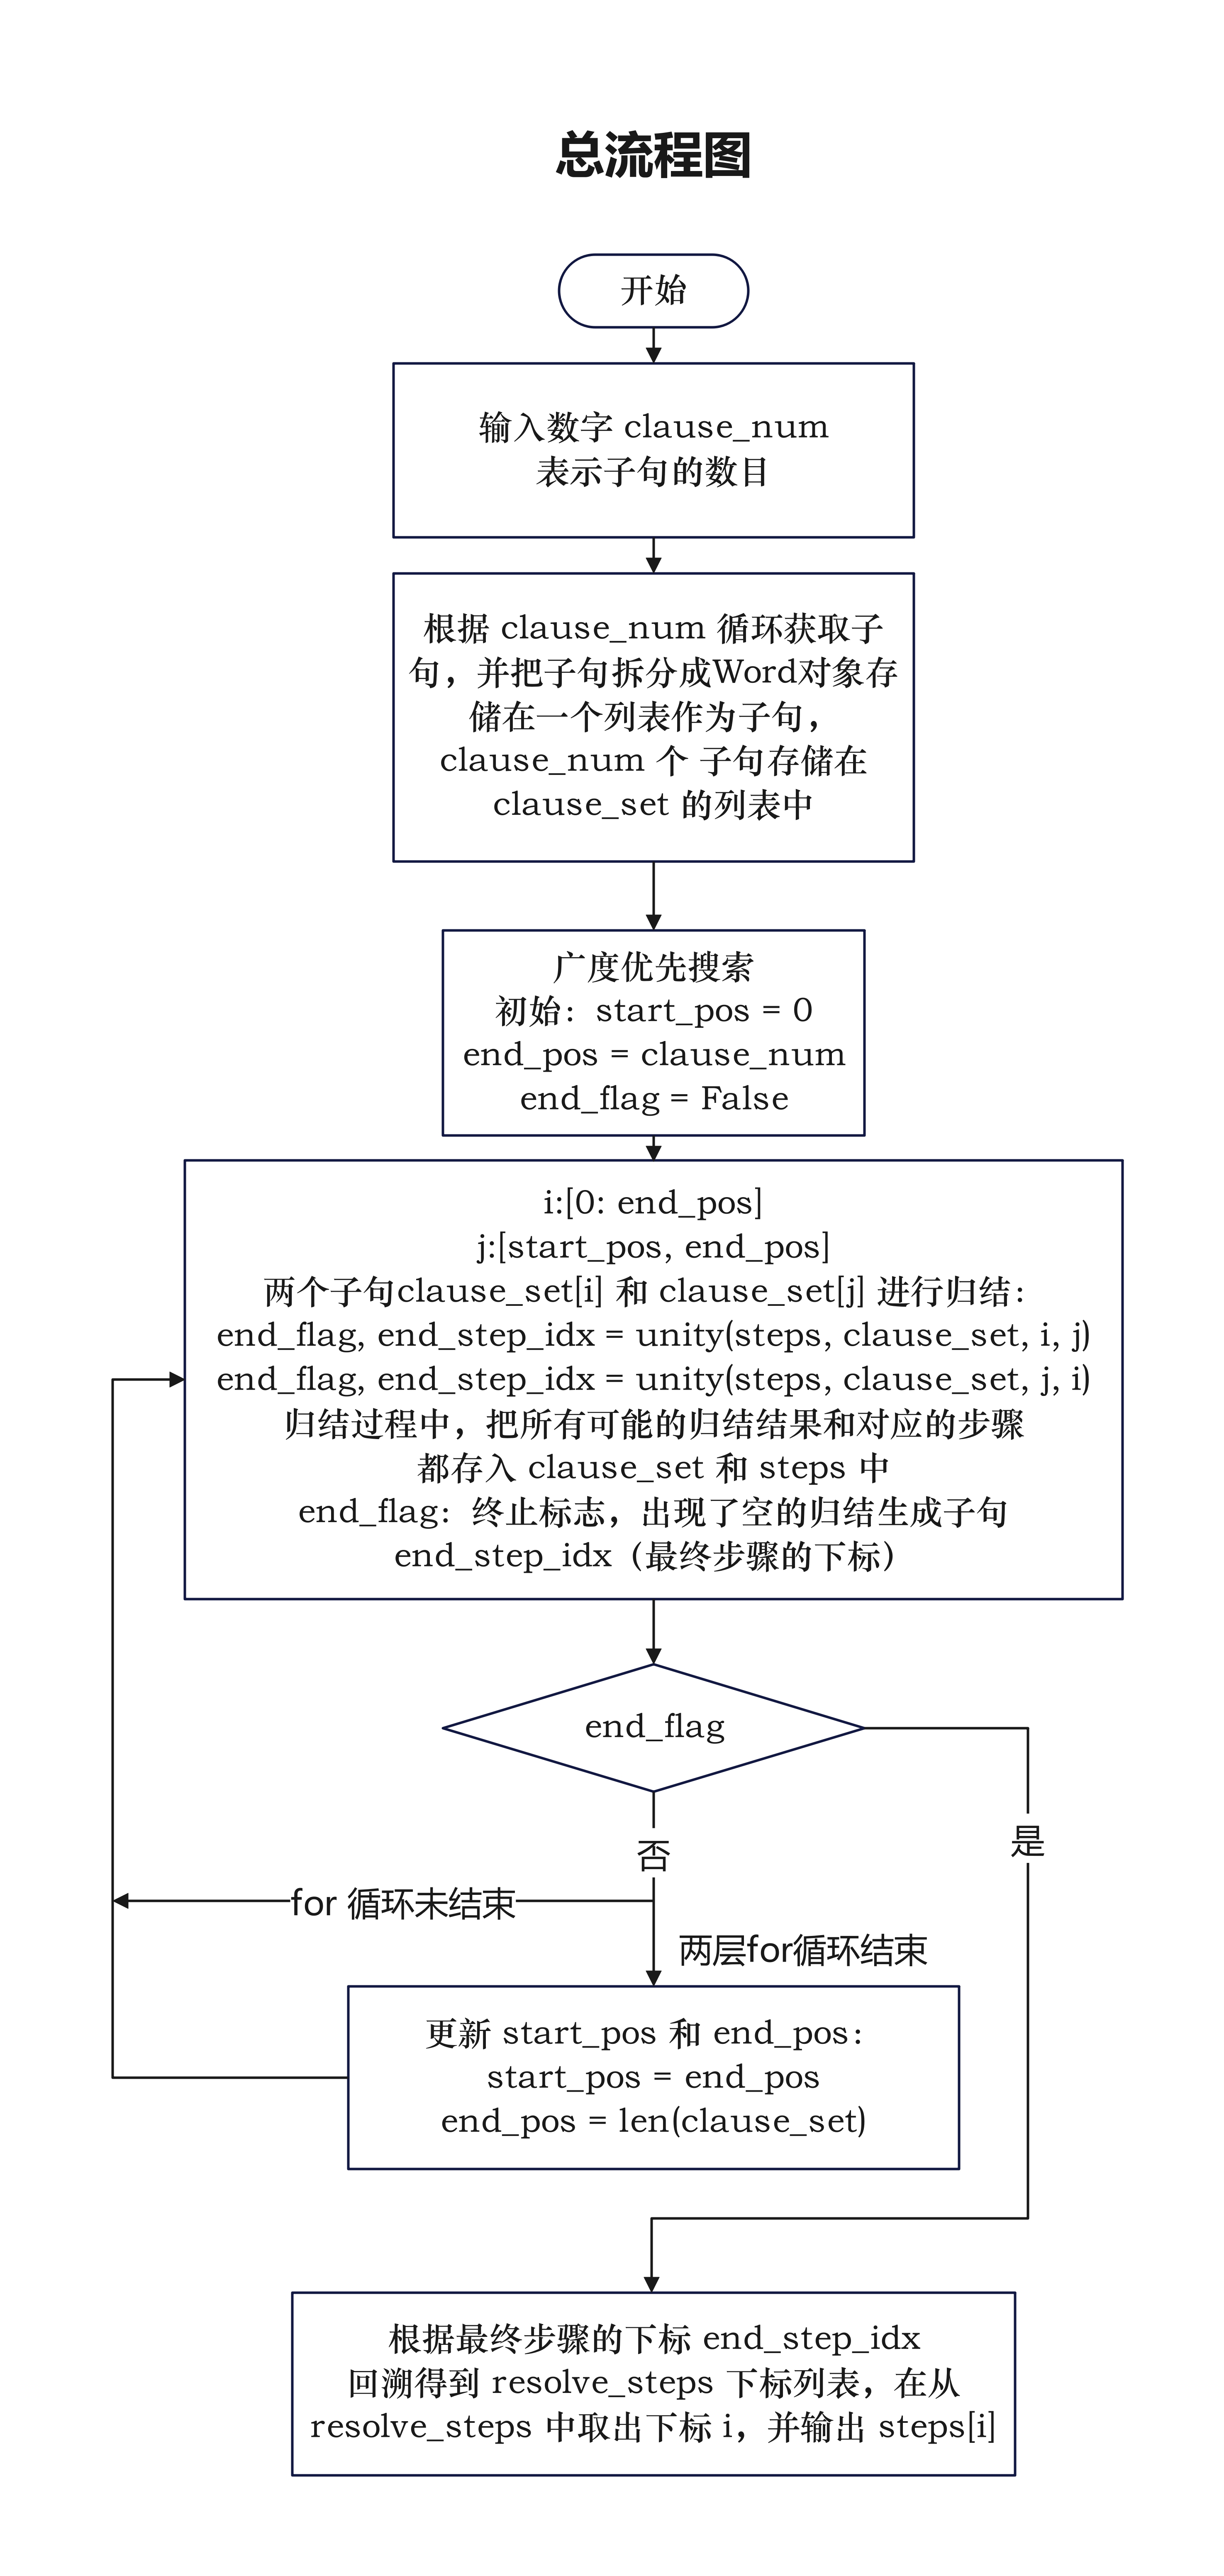 总流程图
开始
输入数字 clause_num
表示子句的数目
根据 clause_num 循环获取子
句，并把子句拆分成Word对象存
储在一个列表作为子句，
clause_num 个 子句存储在
clause_set 的列表中
广度优先搜索
初始：start_pos = 0
end_pos = clause_num
end_flag = False
i:[0: end_pos]
j:[start_pos, end_pos]
两个子句clause_set[i] 和 clause_set[j] 进行归结：
end_flag, end_step_idx = unity(steps, clause_set, i, j)
end_flag, end_step_idx = unity(steps, clause_set, j, i)
归结过程中，把所有可能的归结结果和对应的步骤
都存入 clause_set 和 steps 中
end_flag：终止标志，出现了空的归结生成子句
end_step_idx（最终步骤的下标）
end_flag
否
是
for 循环未结束
两层for循环结束
更新 start_pos 和 end_pos：
start_pos = end_pos
end_pos = len(clause_set)
根据最终步骤的下标 end_step_idx
回溯得到 resolve_steps 下标列表，在从
resolve_steps 中取出下标 i，并输出 steps[i]